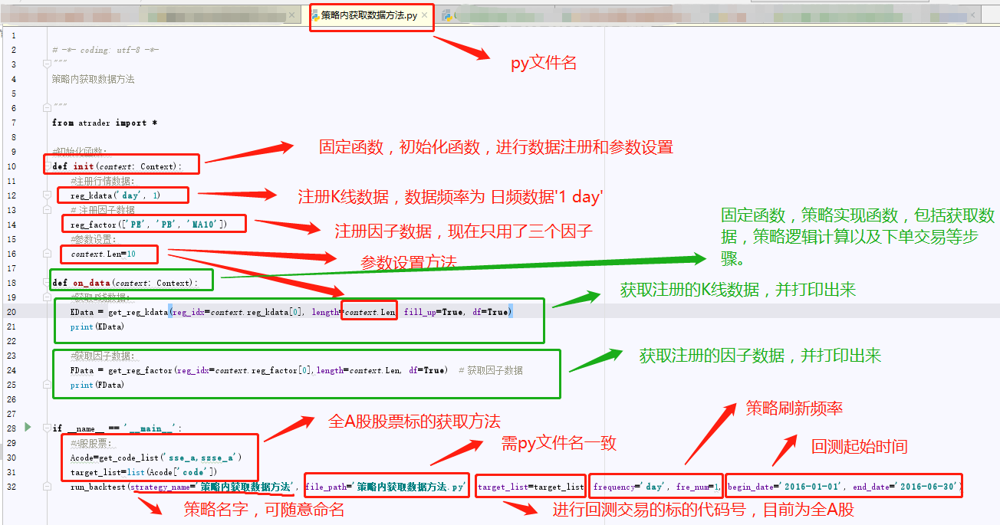 策略内获取数据方法.py
py文件名
1
2 # -*- coding: utf-8 -*-
3 """
4 策略内获取数据方法
5
6 """
7 from atrader import *
8
9 #初始化函数:
固定函数，初始化函数，进行数据注册和参数设置
10 def init(context: Context):
11 #注册行情数据:
12 reg_kdata('day', 1)
注册K线数据，数据频率为 日频数据'1 day'
13 # 注册因子数据
14 reg_factor(['PE', 'PB', 'MA10'])
注册因子数据，现在只用了三个因子
15 #参数设置:
16 context.Len=10
参数设置方法
固定函数，策略实现函数，包括获取数
据，策略逻辑计算以及下单交易等步
骤。
17
18 def on_data(context: Context):
19 #获取K线数据:
20 KData = get_reg_kdata(reg_idx=context.reg_kdata[0], length=context.Len, fill_up=True, df=True)
21 print(KData)
获取注册的K线数据，并打印出来
22
23 #获取因子数据:
24 FData = get_reg_factor(reg_idx=context.reg_factor[0],length=context.Len, df=True) # 获取因子数据
25 print(FData)
获取注册的因子数据，并打印出来
26
27
28 if __name__ == '__main__':
29 #A股股票:
30 Acode=get_code_list('sse_a,szse_a')
31 target_list=list(Acode['code'])
全A股股票标的获取方法
需py文件名一致
策略刷新频率
回测起始时间
32 run_backtest(strategy_name='策略内获取数据方法', file_path='策略内获取数据方法.py', target_list=target_list, frequency='day', fre_num=1, begin_date='2016-01-01', end_date='2016-06-30')
策略名字，可随意命名
进行回测交易的标的代码号，目前为全A股